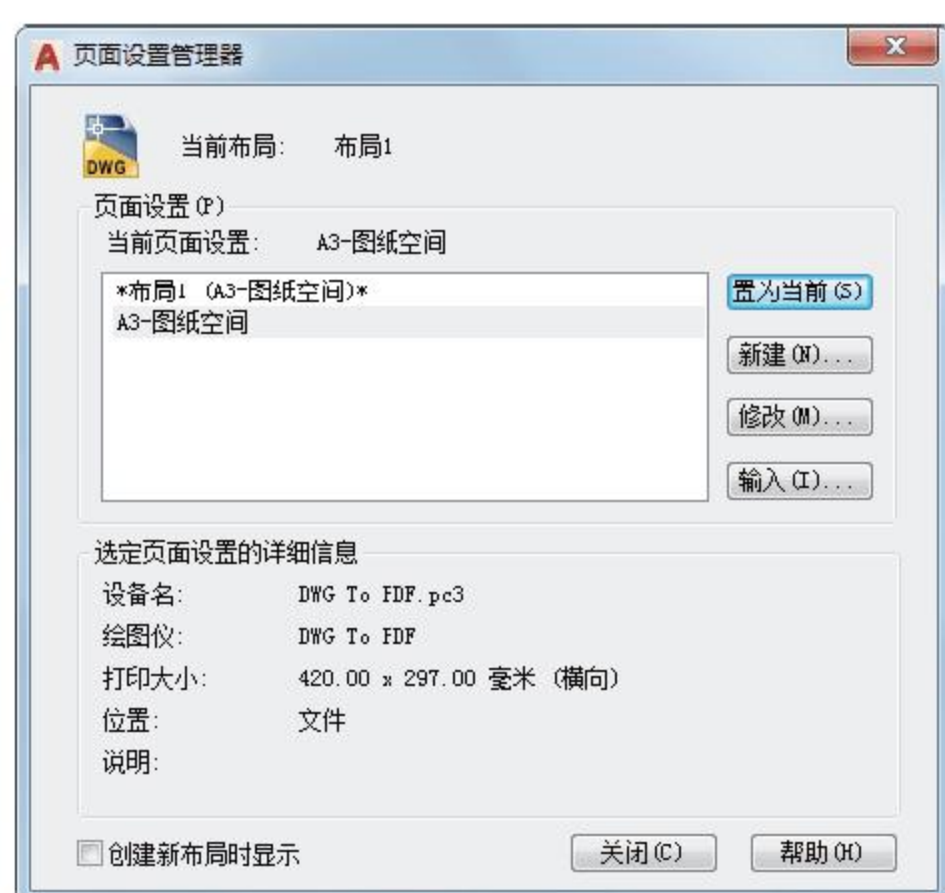 页面设置管理器
DWG
当前布局: 布局1
页面设置(P)
当前页面设置: A3-图纸空间
*布局1 (A3-图纸空间)*
A3-图纸空间
置为当前(S)
新建(N)...
修改(M)...
输入(I)...
选定页面设置的详细信息
设备名: DWG To FDF.pc3
绘图仪: DWG To FDF
打印大小: 420.00 x 297.00 毫米 (横向)
位置: 文件
说明:
创建新布局时显示
关闭(C)
帮助(H)